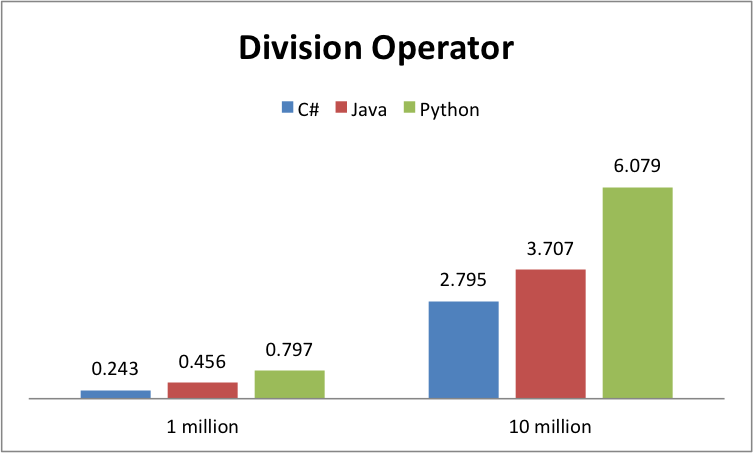 Division Operator
C# Java Python
6.079
3.707
2.795
0.797
0.456
0.243
1 million 10 million